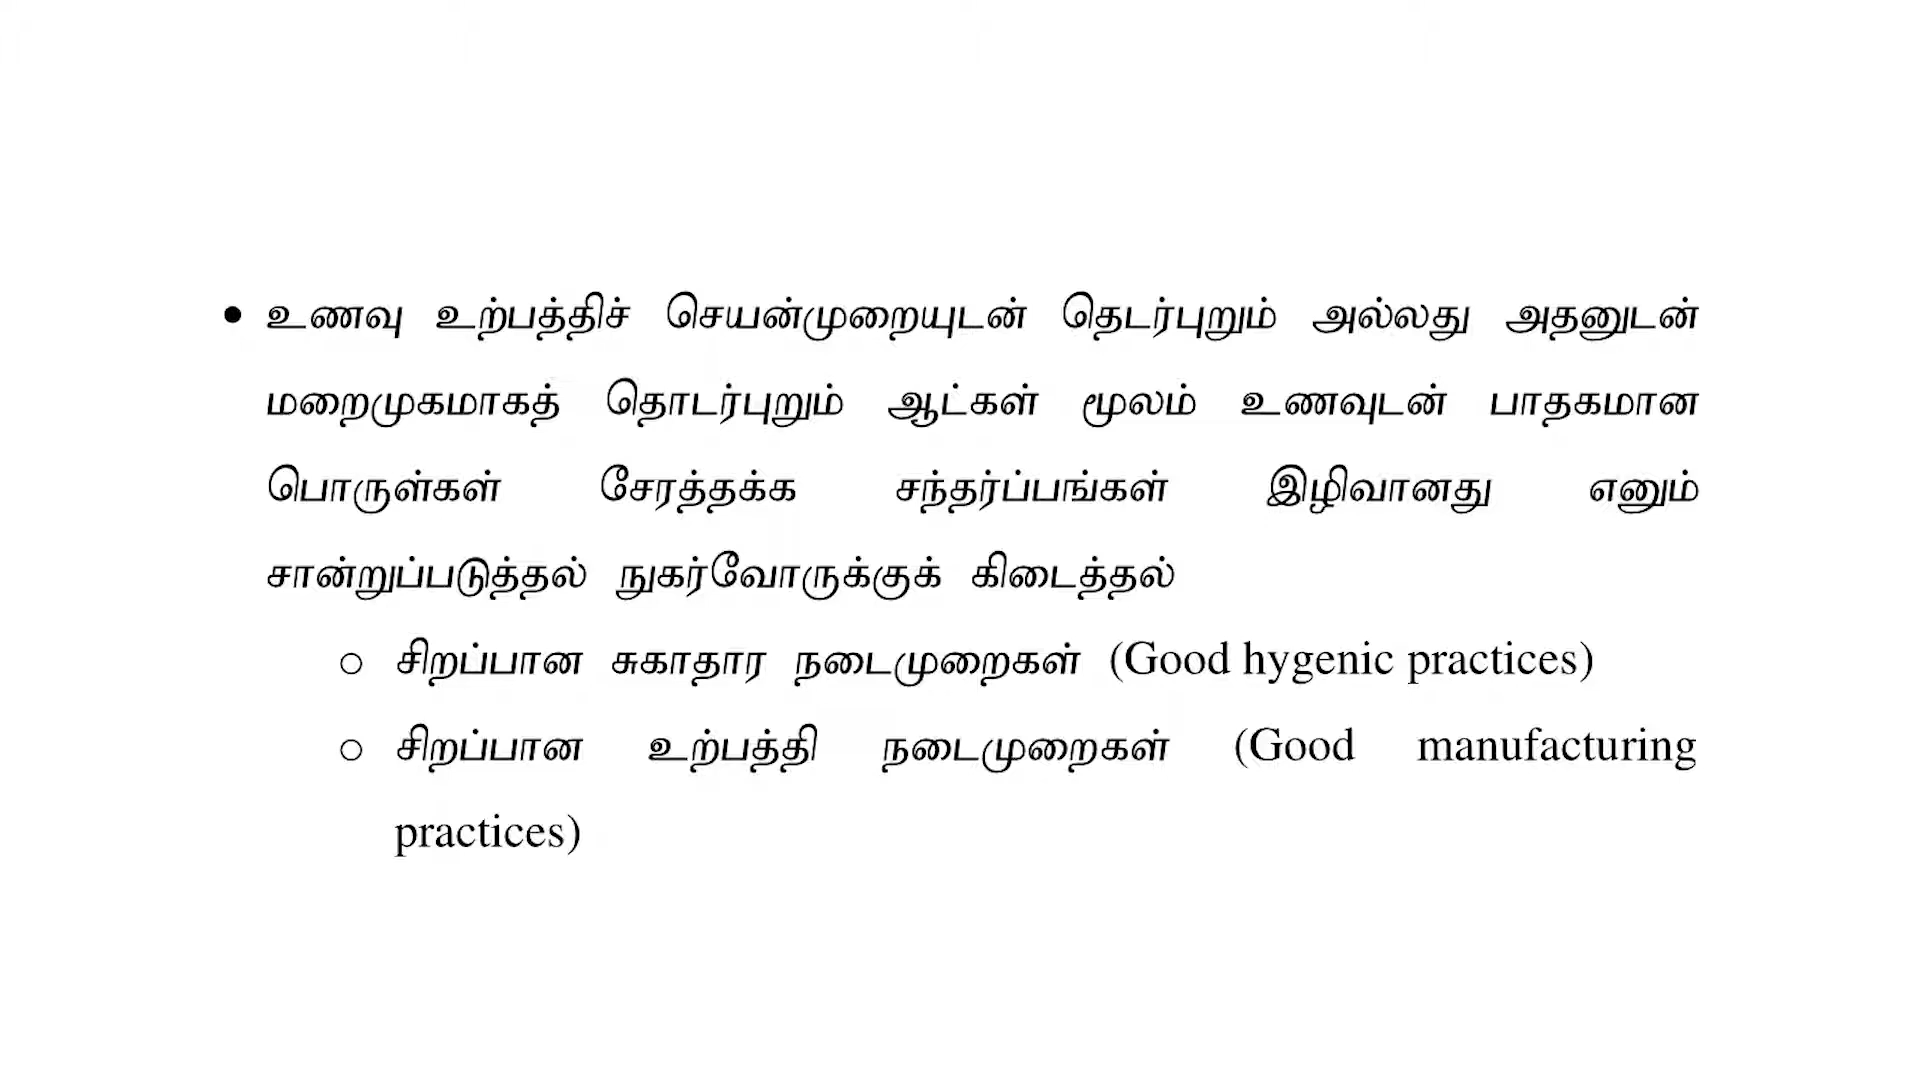 • உணவு உற்பத்திச் செயன்முறையுடன் தெடர்புறும் அல்லது அதனுடன்
மறைமுகமாகத் தொடர்புறும் ஆட்கள் மூலம் உணவுடன் பாதகமான
பொருள்கள் சேரத்தக்க சந்தர்ப்பங்கள் இழிவானது எனும்
சான்றுப்படுத்தல் நுகர்வோருக்குக் கிடைத்தல்
o சிறப்பான சுகாதார நடைமுறைகள் (Good hygenic practices)
o சிறப்பான உற்பத்தி நடைமுறைகள் (Good manufacturing
practices)